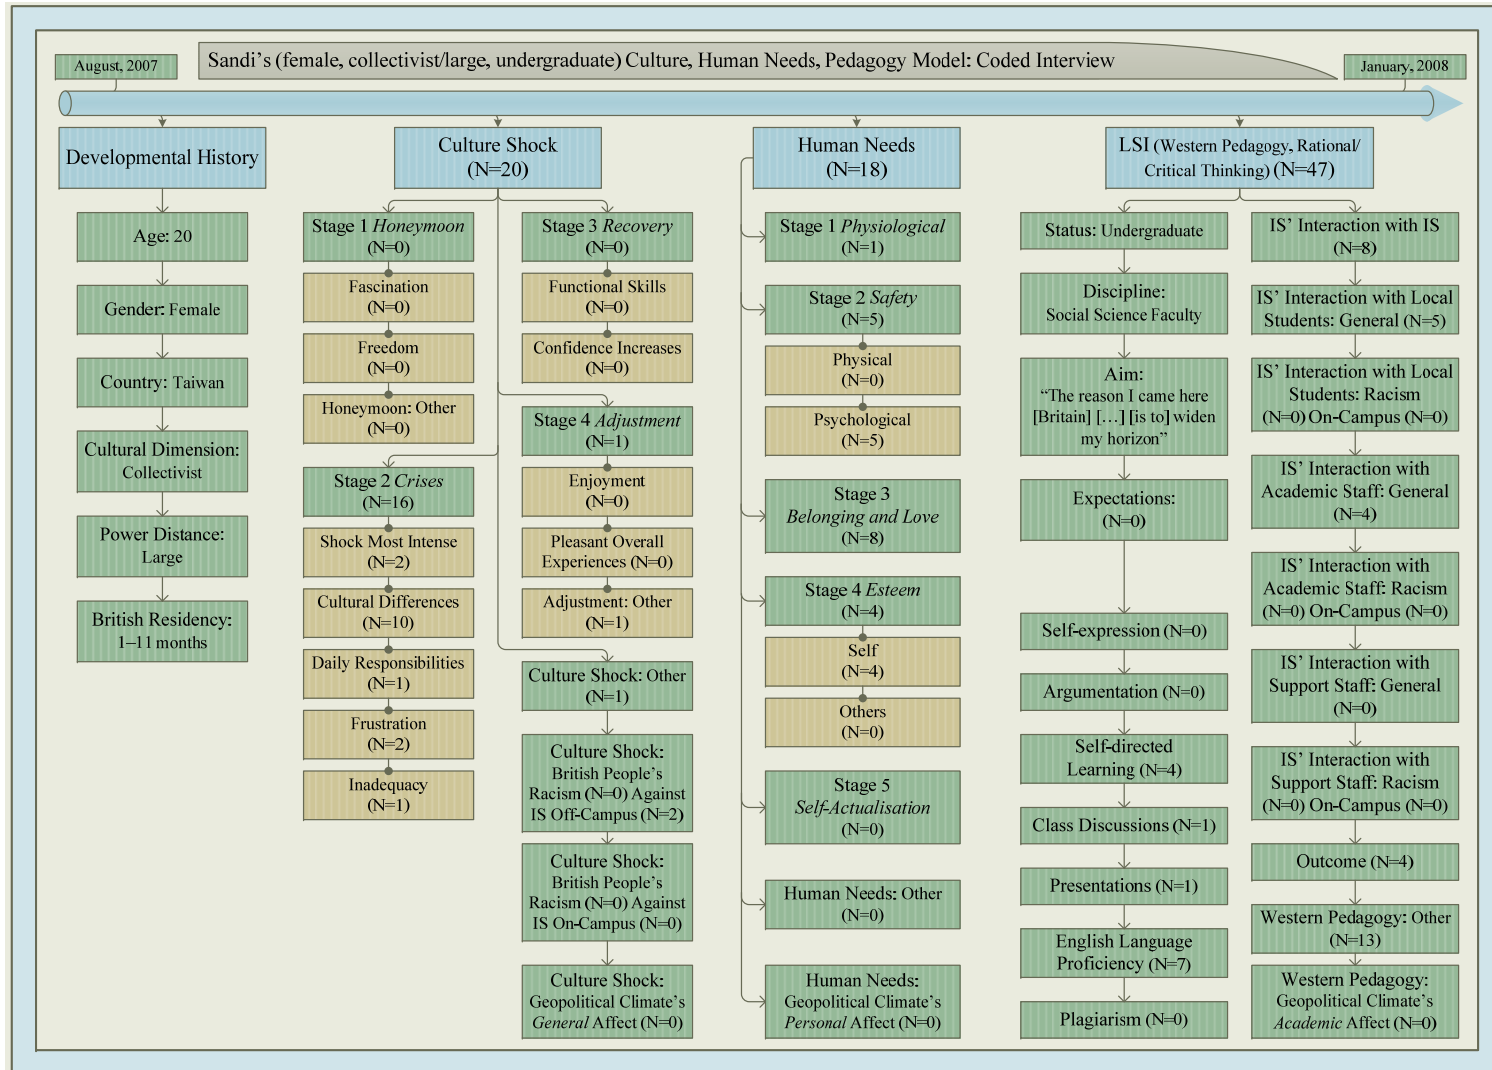 August, 2007
Sandi's (female, collectivist/large, undergraduate) Culture, Human Needs, Pedagogy Model: Coded Interview
January, 2008
Developmental History
Age: 20
Gender: Female
Country: Taiwan
Cultural Dimension:
Collectivist
Power Distance:
Large
British Residency:
1–11 months
Culture Shock
(N=20)
Stage 1 Honeymoon
(N=0)
Fascination
(N=0)
Freedom
(N=0)
Honeymoon: Other
(N=0)
Stage 2 Crises
(N=16)
Shock Most Intense
(N=2)
Cultural Differences
(N=10)
Daily Responsibilities
(N=1)
Frustration
(N=2)
Inadequacy
(N=1)
Stage 3 Recovery
(N=0)
Functional Skills
(N=0)
Confidence Increases
(N=0)
Stage 4 Adjustment
(N=1)
Enjoyment
(N=0)
Pleasant Overall
Experiences (N=0)
Adjustment: Other
(N=1)
Culture Shock: Other
(N=1)
Culture Shock:
British People's
Racism (N=0) Against
IS Off-Campus (N=2)
Culture Shock:
British People's
Racism (N=0) Against
IS On-Campus (N=0)
Culture Shock:
Geopolitical Climate's
General Affect (N=0)
Human Needs
(N=18)
Stage 1 Physiological
(N=1)
Stage 2 Safety
(N=5)
Physical
(N=0)
Psychological
(N=5)
Stage 3
Belonging and Love
(N=8)
Stage 4 Esteem
(N=4)
Self
(N=4)
Others
(N=0)
Stage 5
Self-Actualisation
(N=0)
Human Needs: Other
(N=0)
Human Needs:
Geopolitical Climate's
Personal Affect (N=0)
LSI (Western Pedagogy, Rational/
Critical Thinking) (N=47)
Status: Undergraduate
Discipline:
Social Science Faculty
Aim:
“The reason I came here
[Britain] […] [is to] widen
my horizon”
Expectations:
(N=0)
Self-expression (N=0)
Argumentation (N=0)
Self-directed
Learning (N=4)
Class Discussions (N=1)
Presentations (N=1)
English Language
Proficiency (N=7)
Plagiarism (N=0)
IS' Interaction with IS
(N=8)
IS' Interaction with Local
Students: General (N=5)
IS' Interaction with Local
Students: Racism
(N=0) On-Campus (N=0)
IS' Interaction with
Academic Staff: General
(N=4)
IS' Interaction with
Academic Staff: Racism
(N=0) On-Campus (N=0)
IS' Interaction with
Support Staff: General
(N=0)
IS' Interaction with
Support Staff: Racism
(N=0) On-Campus (N=0)
Outcome (N=4)
Western Pedagogy: Other
(N=13)
Western Pedagogy:
Geopolitical Climate's
Academic Affect (N=0)